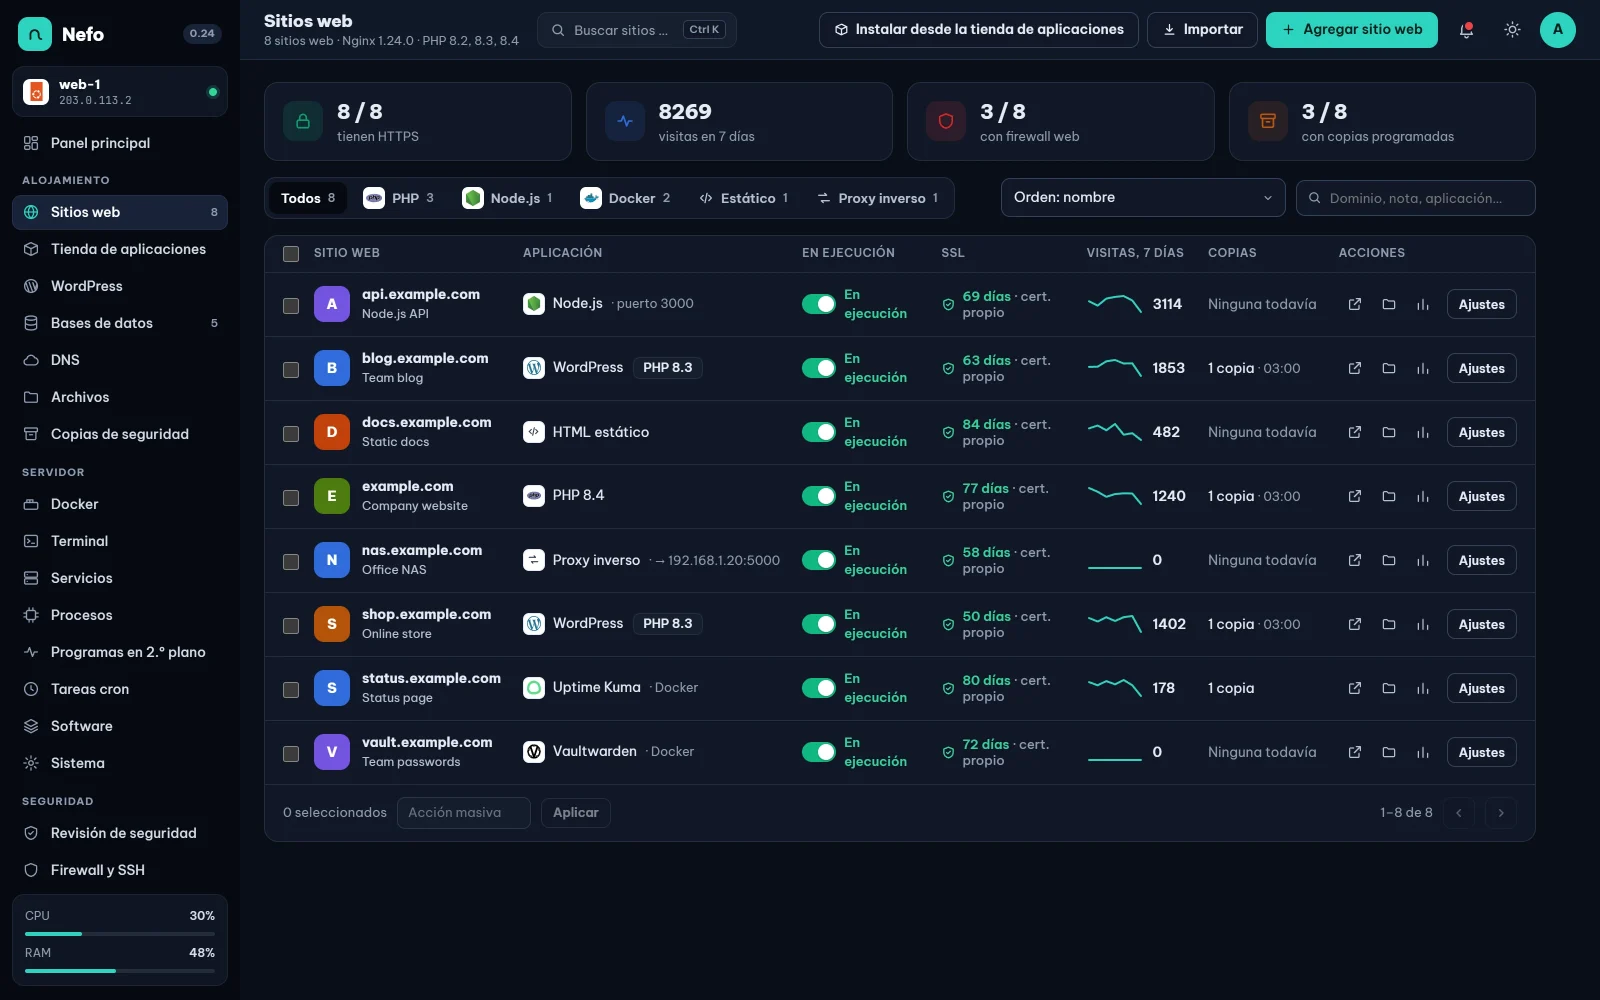 Nefo
0.24
web-1
203.0.113.2
Panel principal
ALOJAMIENTO
Sitios web 8
Tienda de aplicaciones
WordPress
Bases de datos 5
DNS
Archivos
Copias de seguridad
SERVIDOR
Docker
Terminal
Servicios
Procesos
Programas en 2.º plano
Tareas cron
Software
Sistema
SEGURIDAD
Revisión de seguridad
Firewall y SSH
CPU 30%
RAM 48%
Sitios web
8 sitios web · Nginx 1.24.0 · PHP 8.2, 8.3, 8.4
Buscar sitios ... Ctrl K
Instalar desde la tienda de aplicaciones
Importar
+ Agregar sitio web
A
8 / 8
tienen HTTPS
8269
visitas en 7 días
3 / 8
con firewall web
3 / 8
con copias programadas
Todos 8
php PHP 3
Node.js 1
Docker 2
</> Estático 1
Proxy inverso 1
Orden: nombre
Dominio, nota, aplicación...
SITIO WEB APLICACIÓN EN EJECUCIÓN SSL VISITAS, 7 DÍAS COPIAS ACCIONES
A api.example.com
Node.js API
Node.js · puerto 3000
En
ejecución
69 días · cert.
propio
3114
Ninguna todavía
Ajustes
B blog.example.com
Team blog
WordPress PHP 8.3
En
ejecución
63 días · cert.
propio
1853
1 copia · 03:00
Ajustes
D docs.example.com
Static docs
</> HTML estático
En
ejecución
84 días · cert.
propio
482
Ninguna todavía
Ajustes
E example.com
Company website
php PHP 8.4
En
ejecución
77 días · cert.
propio
1240
1 copia · 03:00
Ajustes
N nas.example.com
Office NAS
Proxy inverso · → 192.168.1.20:5000
En
ejecución
58 días · cert.
propio
0
Ninguna todavía
Ajustes
S shop.example.com
Online store
WordPress PHP 8.3
En
ejecución
50 días · cert.
propio
1402
1 copia · 03:00
Ajustes
S status.example.com
Status page
Uptime Kuma · Docker
En
ejecución
80 días · cert.
propio
178
1 copia
Ajustes
V vault.example.com
Team passwords
Vaultwarden · Docker
En
ejecución
72 días · cert.
propio
0
Ninguna todavía
Ajustes
0 seleccionados
Acción masiva
Aplicar
1–8 de 8